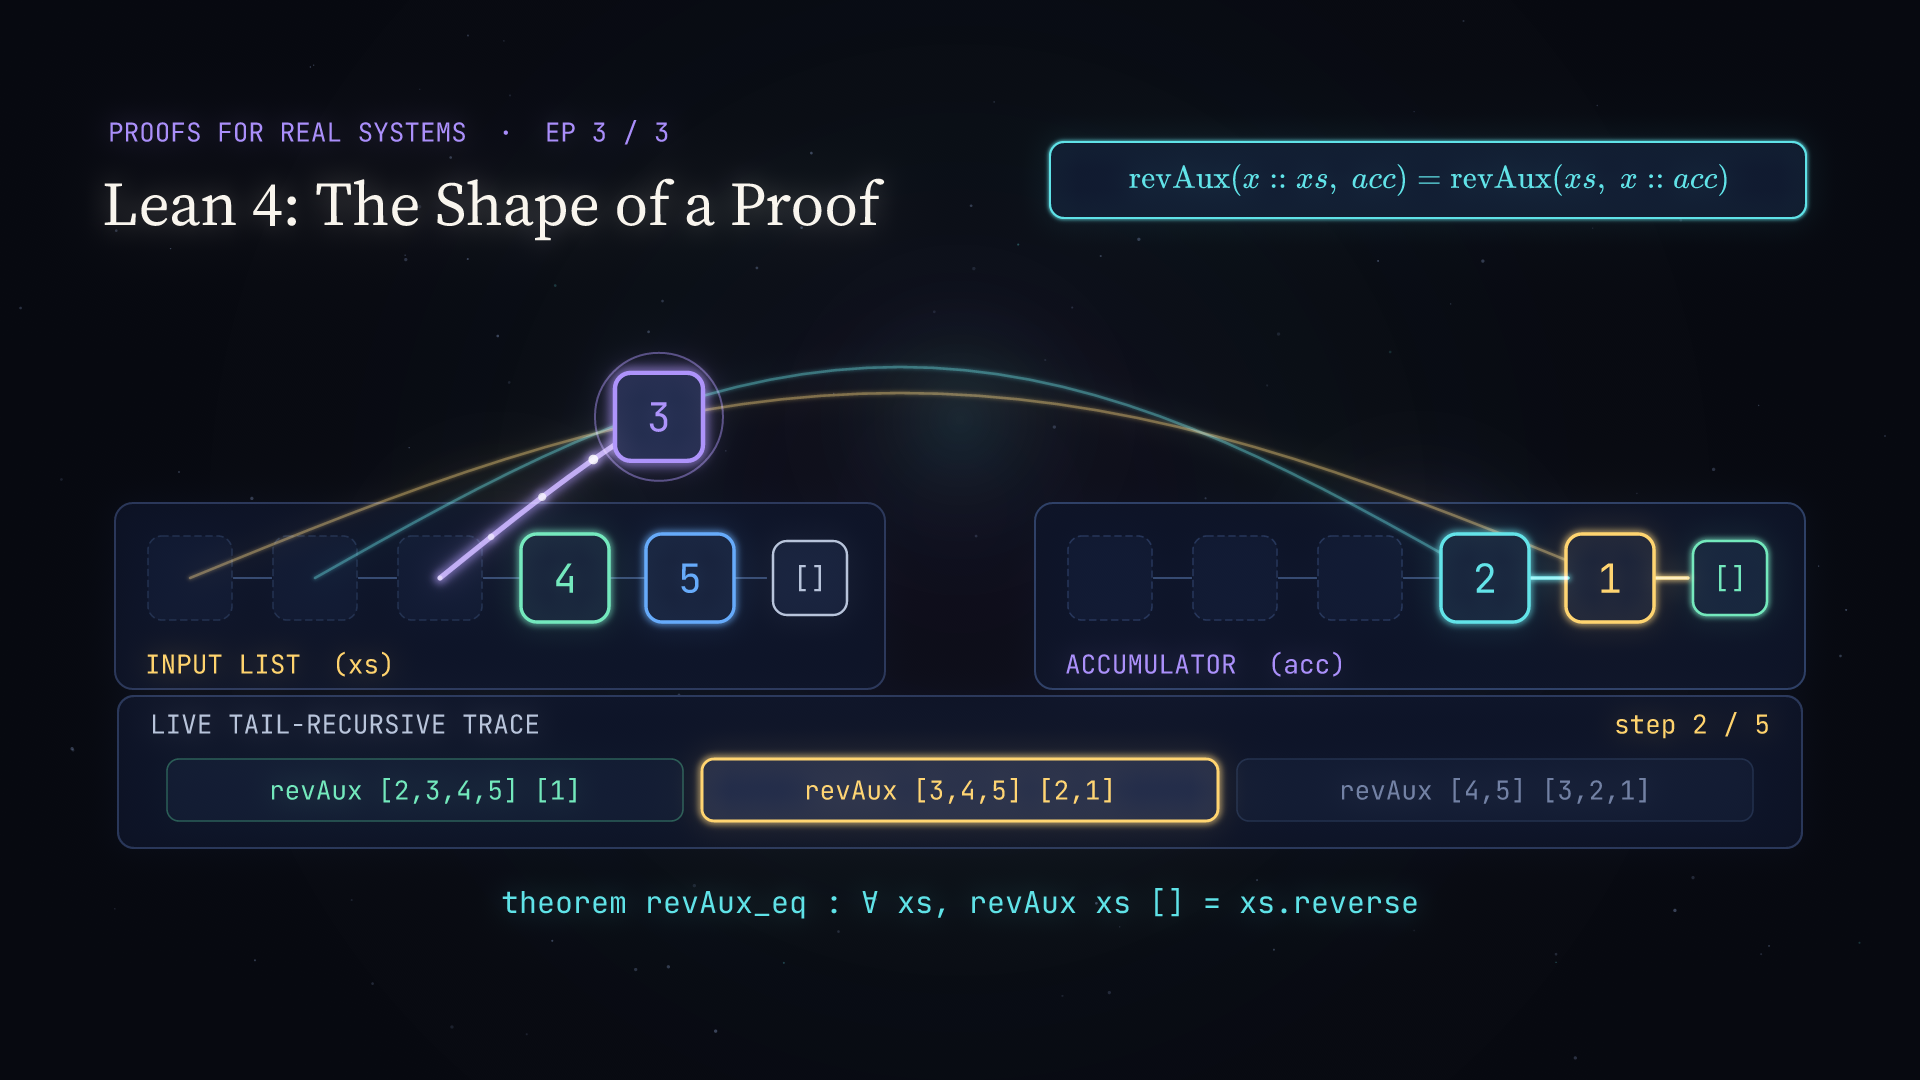 PROOFS FOR REAL SYSTEMS · EP 3 / 3
Lean 4: The Shape of a Proof
revAux(x :: xs, acc) = revAux(xs, x :: acc)
3
4 5 []
INPUT LIST (xs)
2 1 []
ACCUMULATOR (acc)
LIVE TAIL-RECURSIVE TRACE
step 2 / 5
revAux [2,3,4,5] [1]
revAux [3,4,5] [2,1]
revAux [4,5] [3,2,1]
theorem revAux_eq : ∀ xs, revAux xs [] = xs.reverse